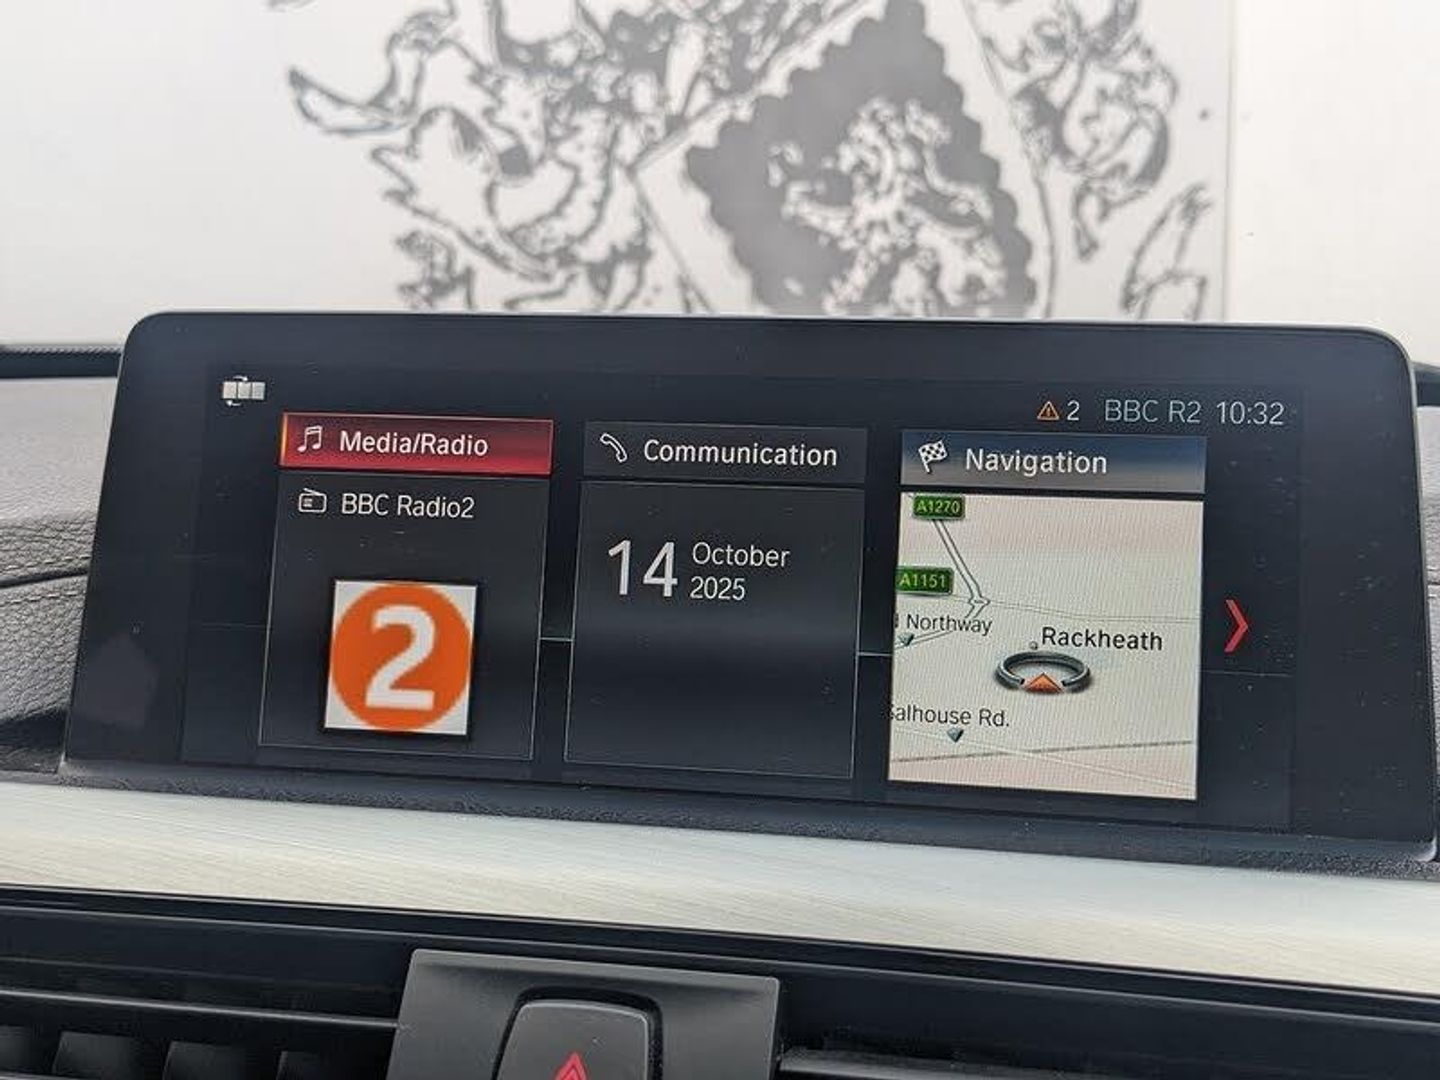 2 BBC R2 10:32
Media/Radio
Communication
Navigation
BBC Radio2
2
14 October
2025
A1270
A1151
Northway
Rackheath
Salhouse Rd.